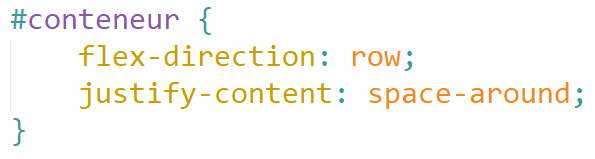 #conteneur {
    flex-direction: row;
    justify-content: space-around;
}